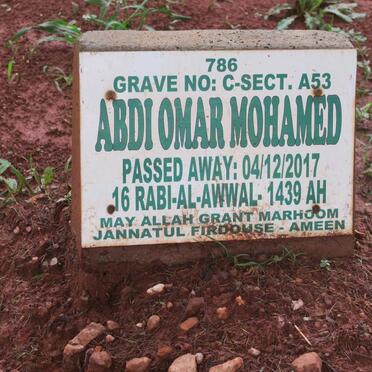 786
GRAVE NO: C-SECT. A53
ABDI OMAR MOHAMED
PASSED AWAY: 04/12/2017
16 RABI-AL-AWWAL- 1439 AH
MAY ALLAH GRANT MARHOOM
JANNATUL FIRDOUSE - AMEEN